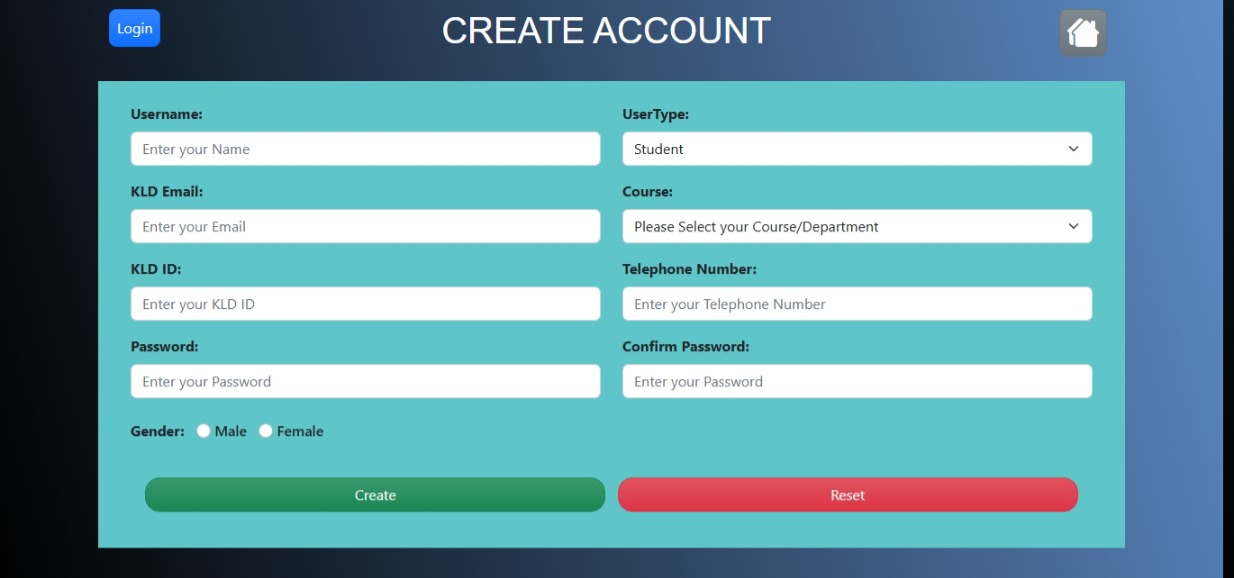 Login
CREATE ACCOUNT
Username:
UserType:
Enter your Name
Student
KLD Email:
Course:
Enter your Email
Please Select your Course/Department
KLD ID:
Telephone Number:
Enter your KLD ID
Enter your Telephone Number
Password:
Confirm Password:
Enter your Password
Enter your Password
Gender: Male Female
Create
Reset